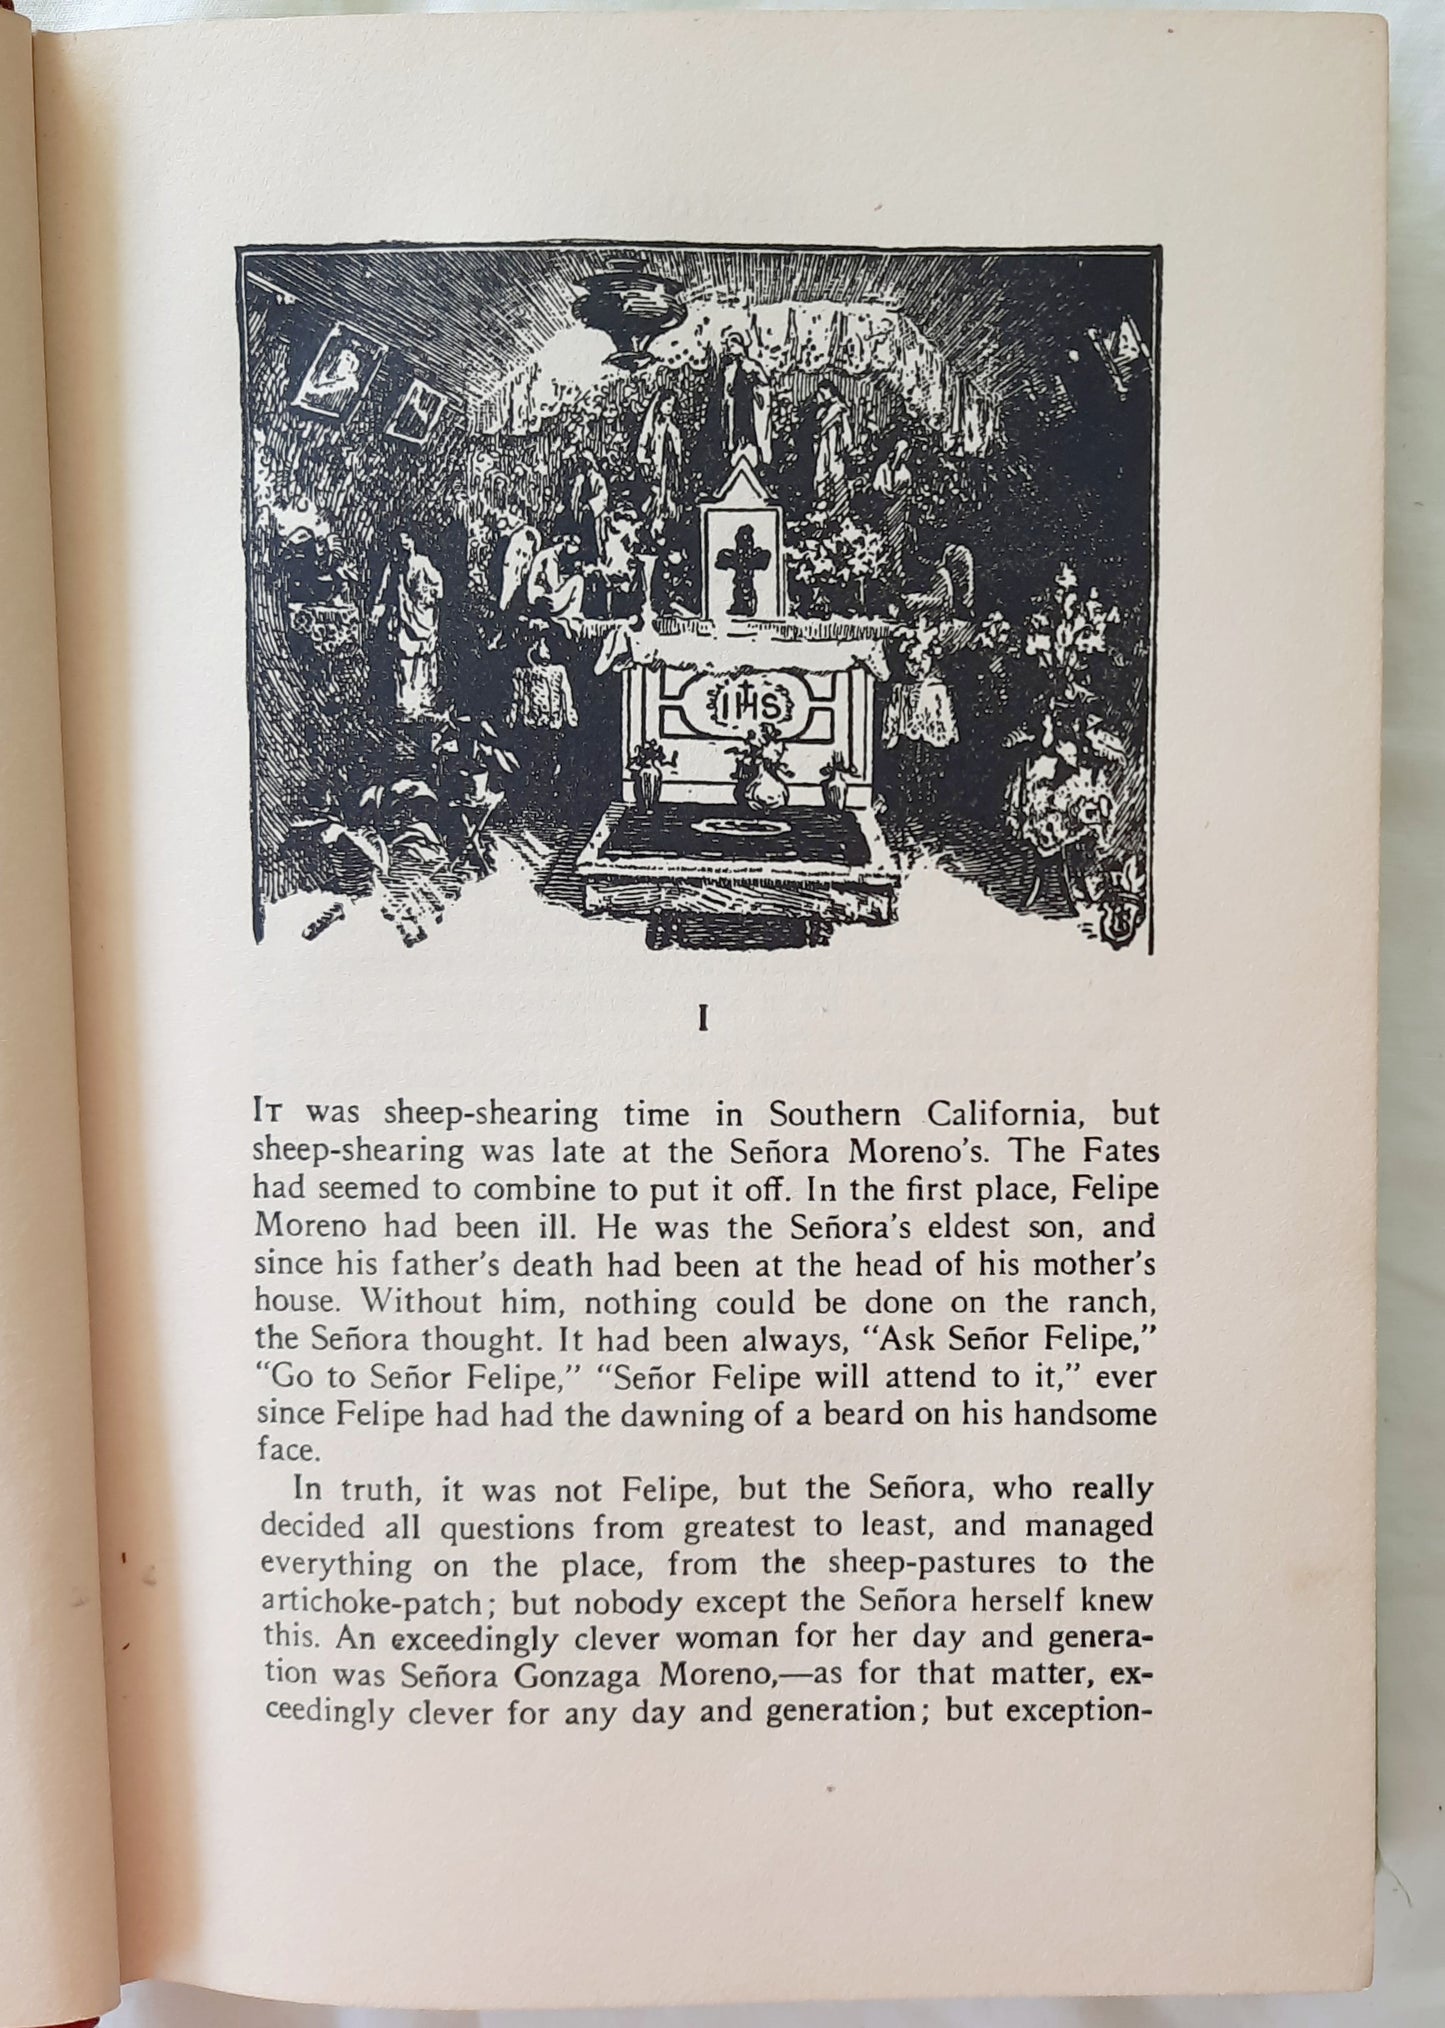 IHS
I
IT was sheep-shearing time in Southern California, but
sheep-shearing was late at the Señora Moreno's. The Fates
had seemed to combine to put it off. In the first place, Felipe
Moreno had been ill. He was the Señora's eldest son, and
since his father's death had been at the head of his mother's
house. Without him, nothing could be done on the ranch,
the Señora thought. It had been always, “Ask Señor Felipe,”
“Go to Señor Felipe,” “Señor Felipe will attend to it,” ever
since Felipe had had the dawning of a beard on his handsome
face.
In truth, it was not Felipe, but the Señora, who really
decided all questions from greatest to least, and managed
everything on the place, from the sheep-pastures to the
artichoke-patch; but nobody except the Señora herself knew
this. An exceedingly clever woman for her day and genera-
tion was Señora Gonzaga Moreno,—as for that matter, ex-
ceedingly clever for any day and generation; but exception-